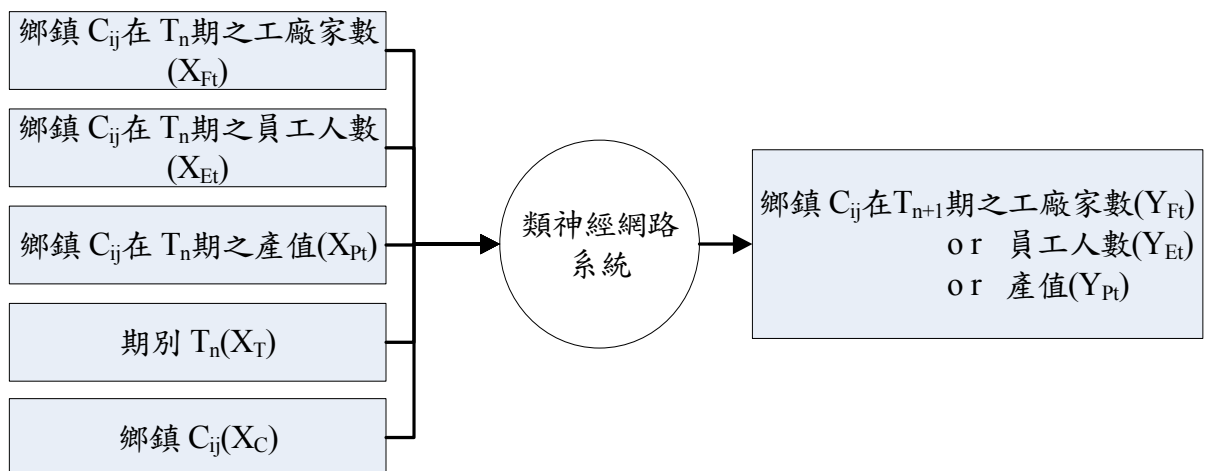 鄉鎮 Cij在 Tn期之工廠家數
(XFt)
鄉鎮 Cij在 Tn期之員工人數
(XEt)
鄉鎮 Cij在 Tn期之產值(XPt)
期別 Tn(XT)
鄉鎮 Cij(XC)
類神經網路
系統
鄉鎮 Cij在Tn+1期之工廠家數(YFt)
or 員工人數(YEt)
or 產值(YPt)